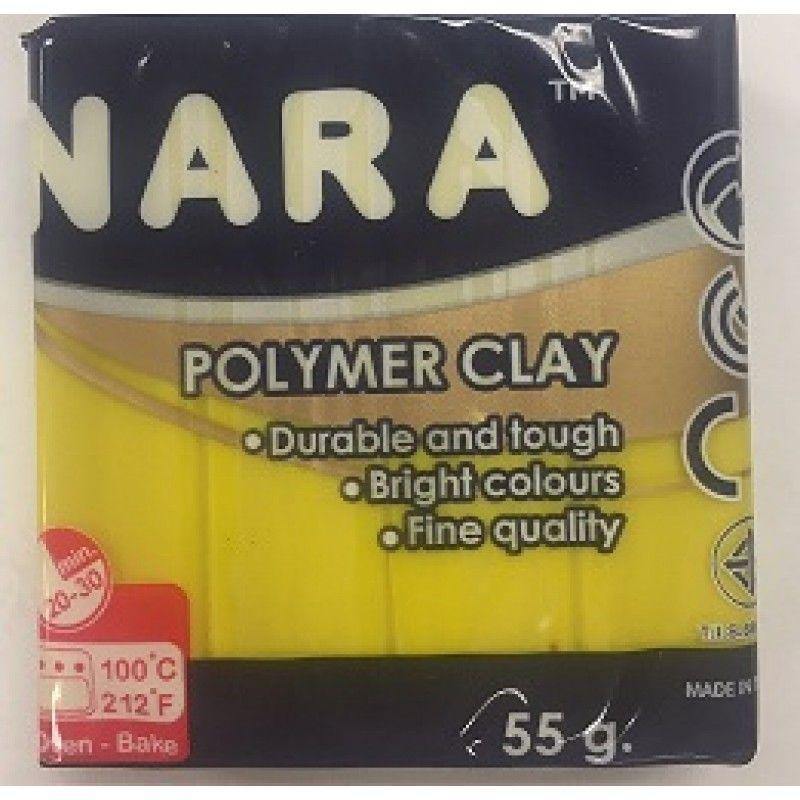 NARA
TM
POLYMER CLAY
• Durable and tough
• Bright colours
• Fine quality
min.
20-30
100°C
212°F
Oven - Bake
MADE IN
55 g.